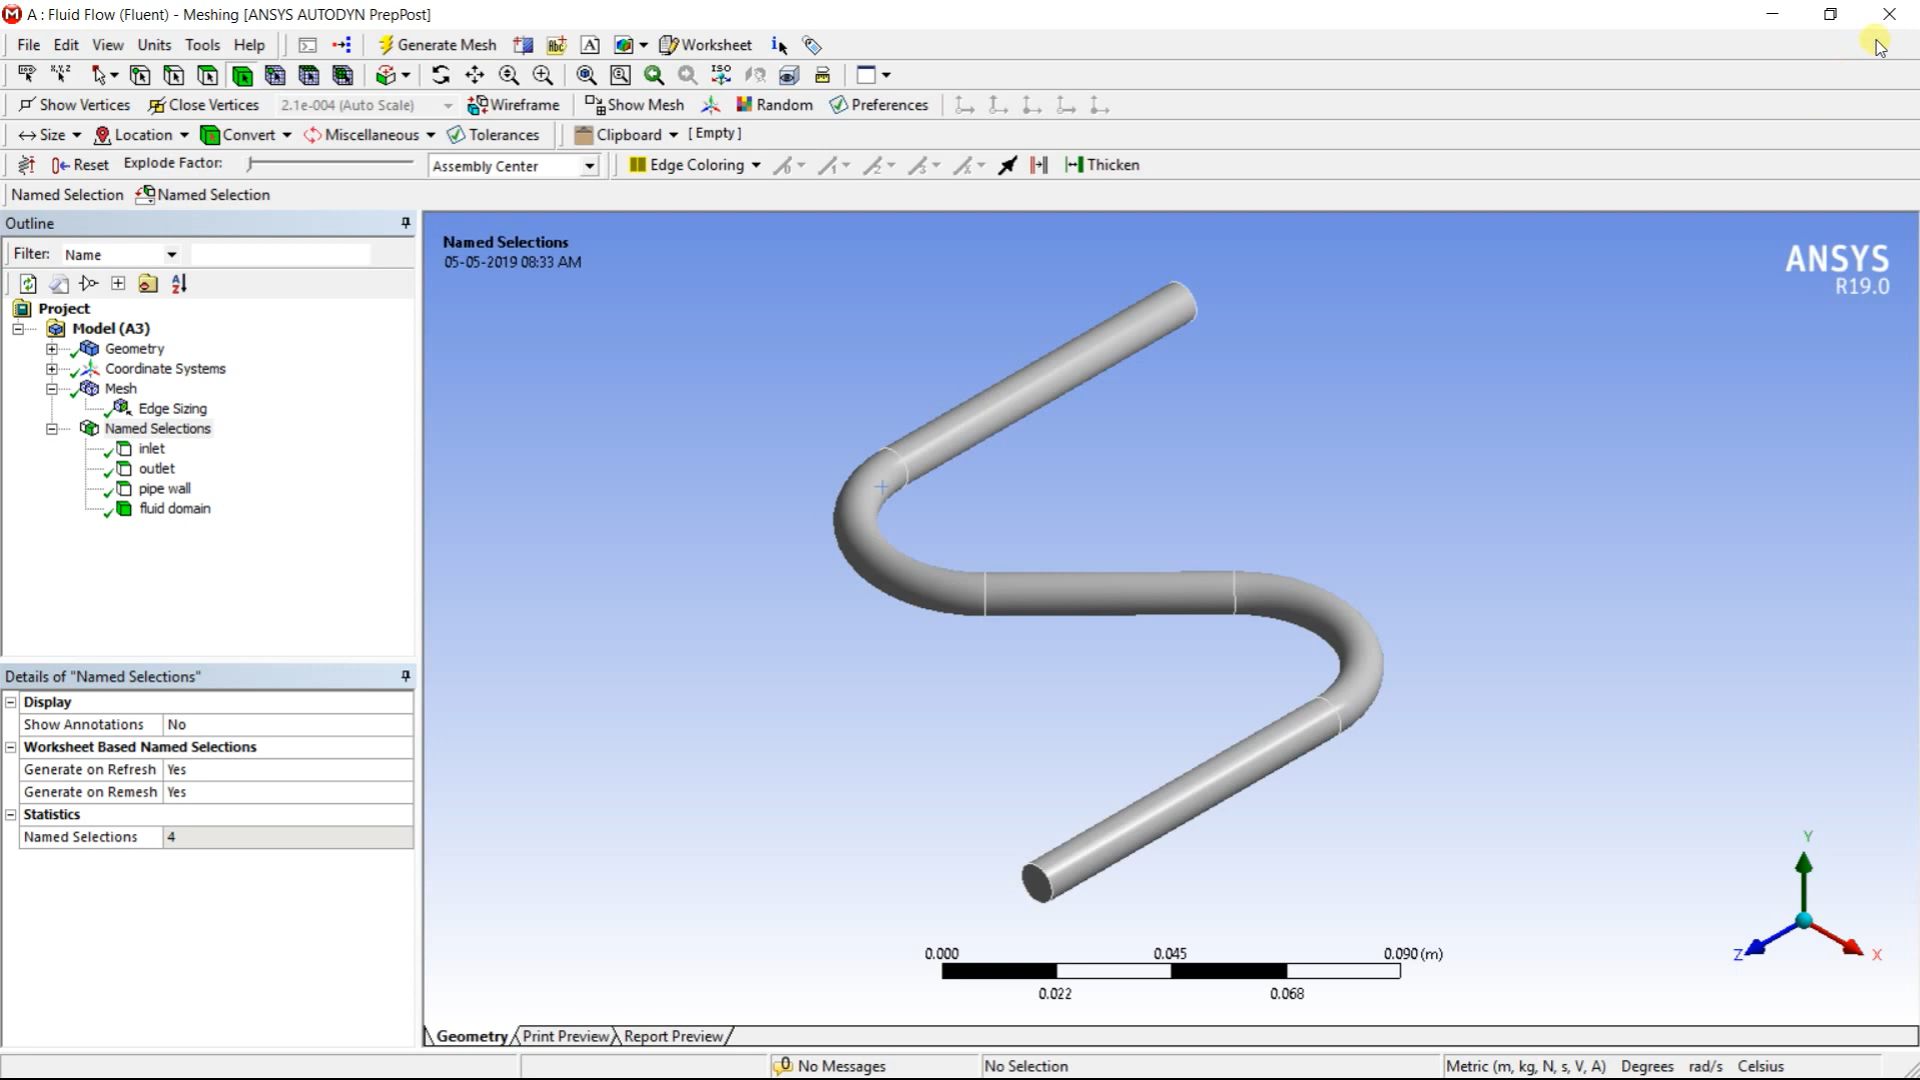 A : Fluid Flow (Fluent) - Meshing [ANSYS AUTODYN PrepPost]
File Edit View Units Tools Help Generate Mesh Worksheet
ISO
Show Vertices Close Vertices 2.1e-004 (Auto Scale) Wireframe Show Mesh Random Preferences
Size Location Convert Miscellaneous Tolerances Clipboard [ Empty ]
Reset Explode Factor: Assembly Center Edge Coloring Thicken
Named Selection Named Selection
Outline
Filter: Name
Project
Model (A3)
Geometry
Coordinate Systems
Mesh
Edge Sizing
Named Selections
inlet
outlet
pipe wall
fluid domain
Details of "Named Selections"
Display
Show Annotations No
Worksheet Based Named Selections
Generate on Refresh Yes
Generate on Remesh Yes
Statistics
Named Selections 4
Named Selections
05-05-2019 08:33 AM
ANSYS
R19.0
0.000 0.045 0.090 (m)
0.022 0.068
Y
Z X
Geometry Print Preview Report Preview
No Messages No Selection Metric (m, kg, N, s, V, A) Degrees rad/s Celsius